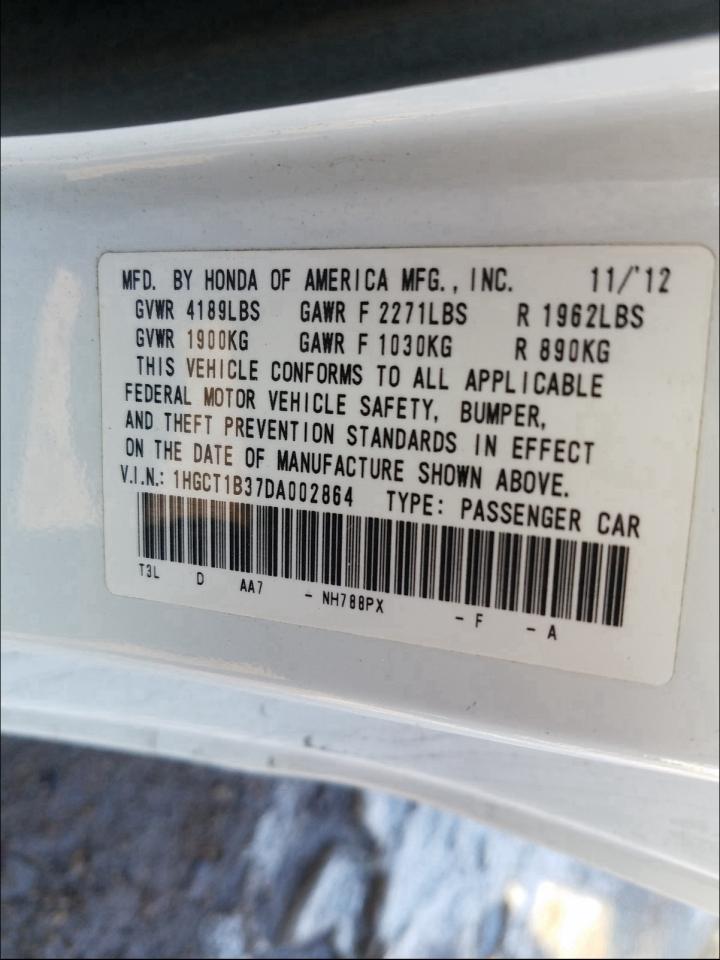 MFD. BY HONDA OF AMERICA MFG., INC. 11/'12
GVWR 4189LBS GAWR F 2271LBS R 1962LBS
GVWR 1900KG GAWR F 1030KG R 890KG
THIS VEHICLE CONFORMS TO ALL APPLICABLE
FEDERAL MOTOR VEHICLE SAFETY, BUMPER,
AND THEFT PREVENTION STANDARDS IN EFFECT
ON THE DATE OF MANUFACTURE SHOWN ABOVE.
V.I.N.: 1HGCT1B37DA002864 TYPE: PASSENGER CAR
T3L D AA7 - NH788PX - F - A